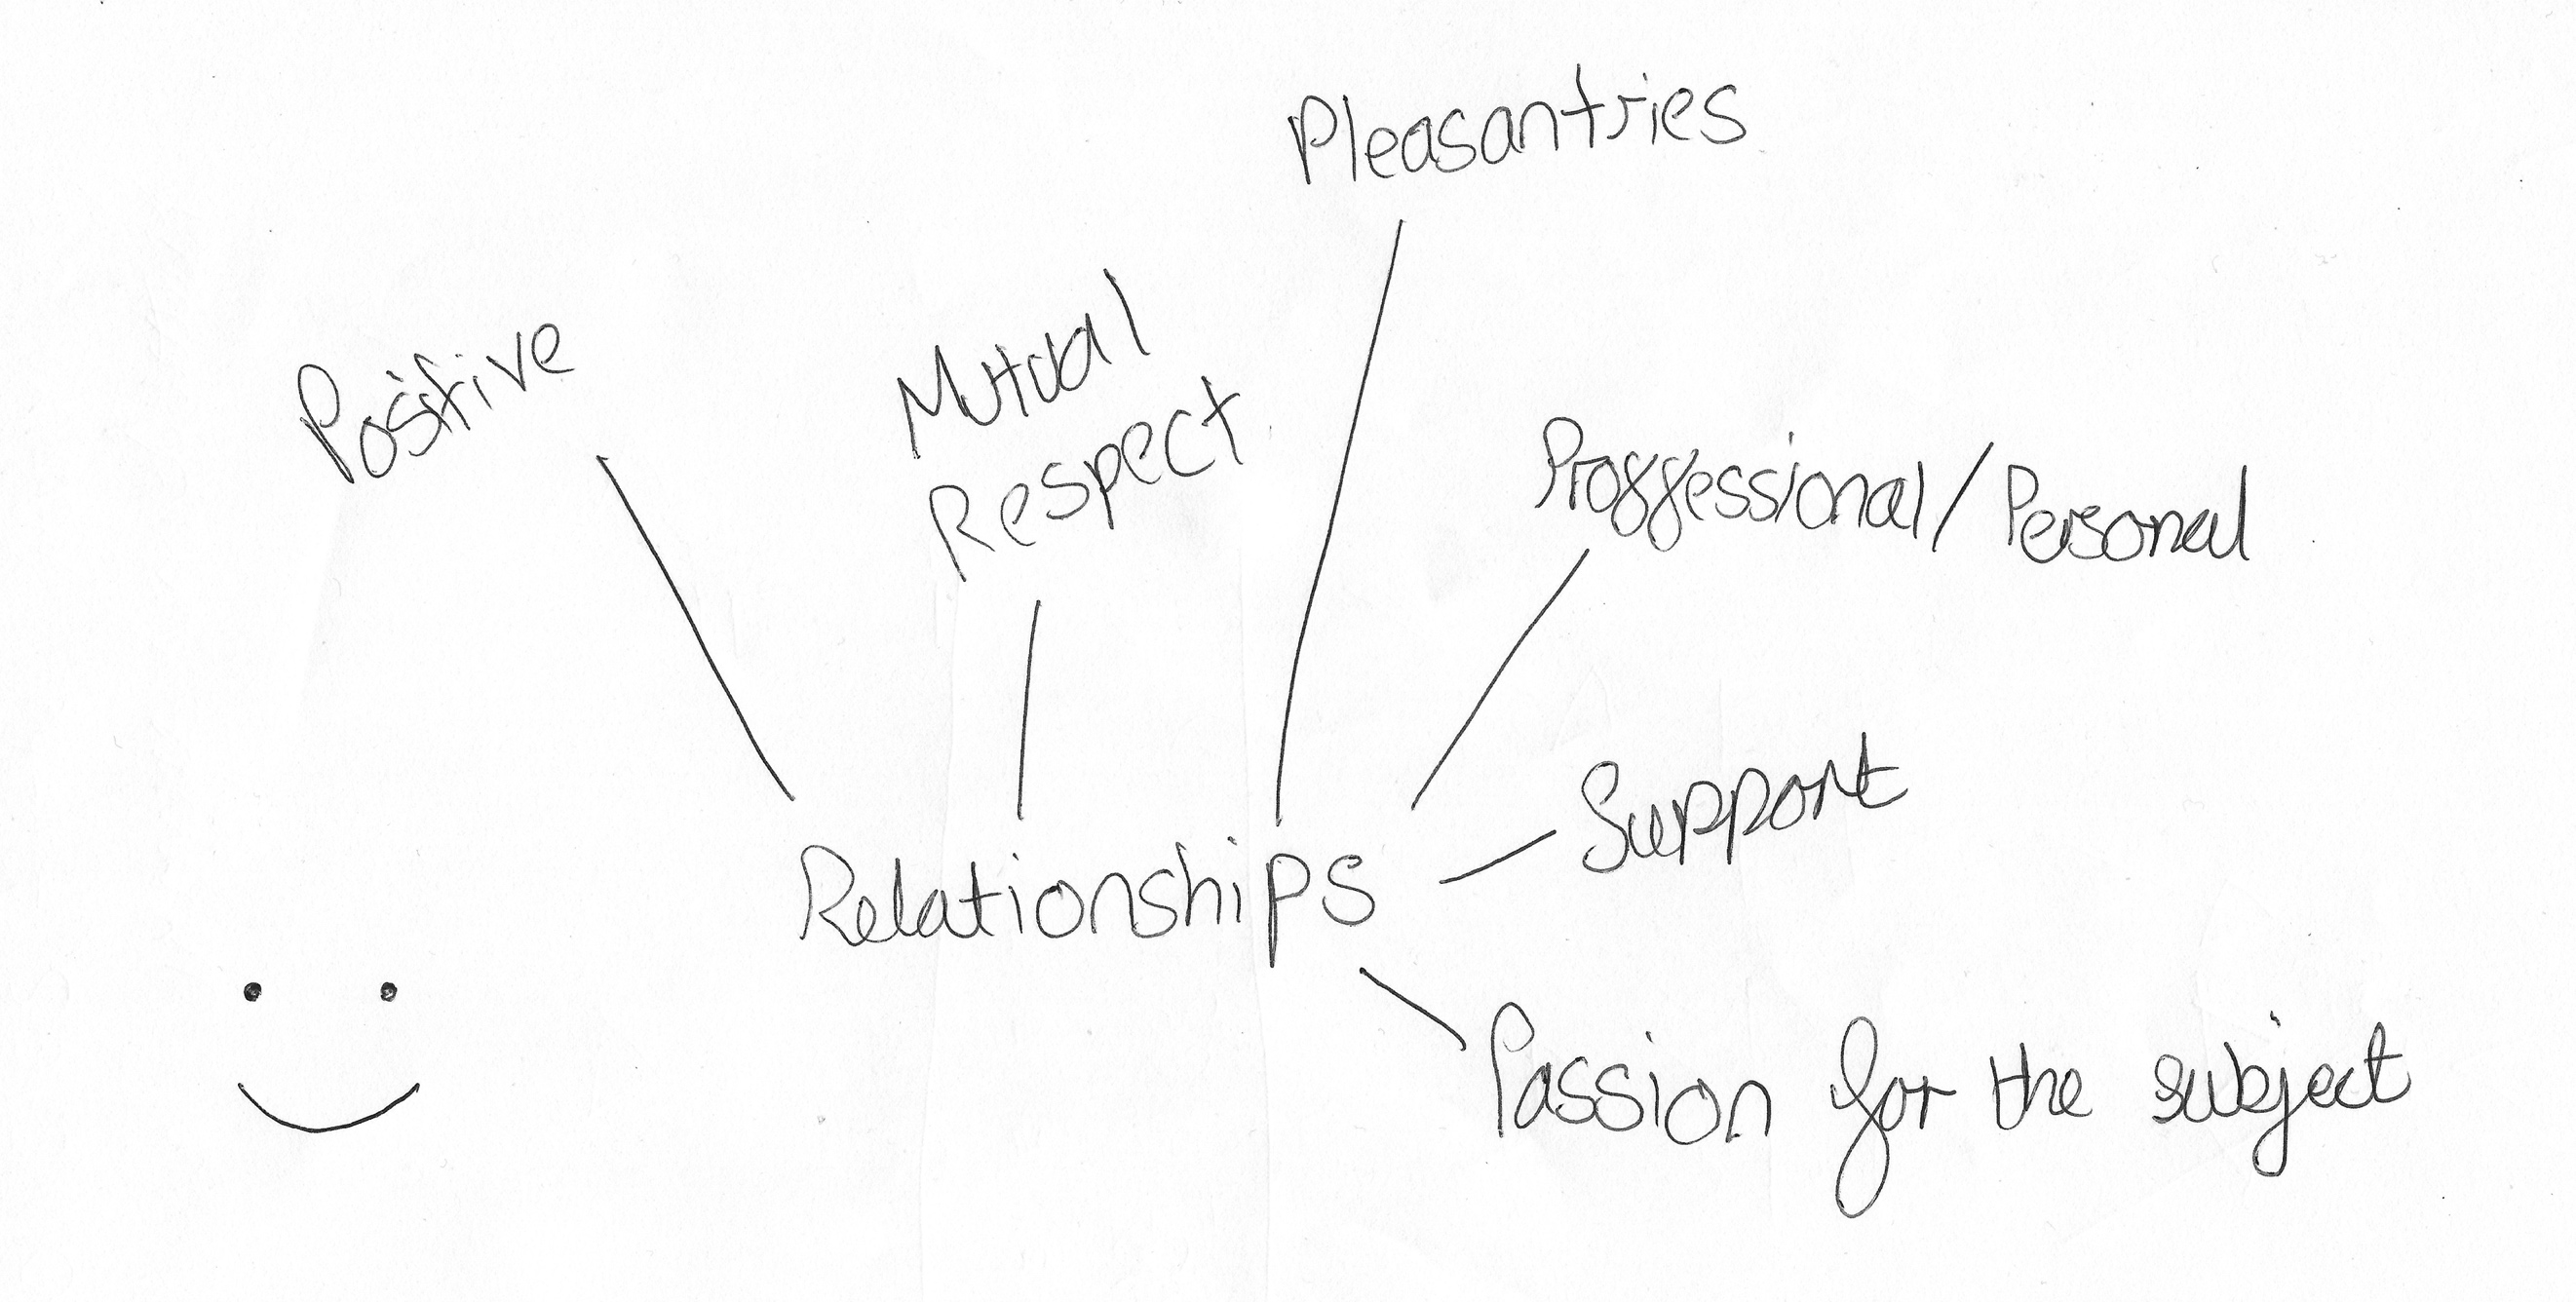 Pleasantries
Positive
Mutual
Respect
Proffessional/Personal
Support
Relationships
Passion for the subject